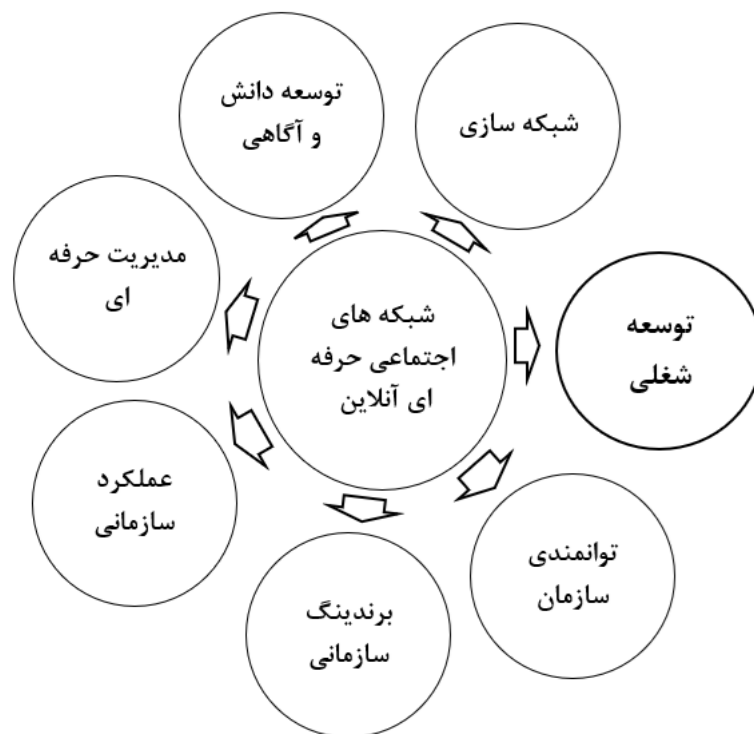 توسعه دانش
و آگاهی
شبکه سازی
مدیریت حرفه
ای
شبکه های
اجتماعی حرفه
ای آنلاین
توسعه
شغلی
عملکرد
سازمانی
توانمندی
سازمان
برندینگ
سازمانی